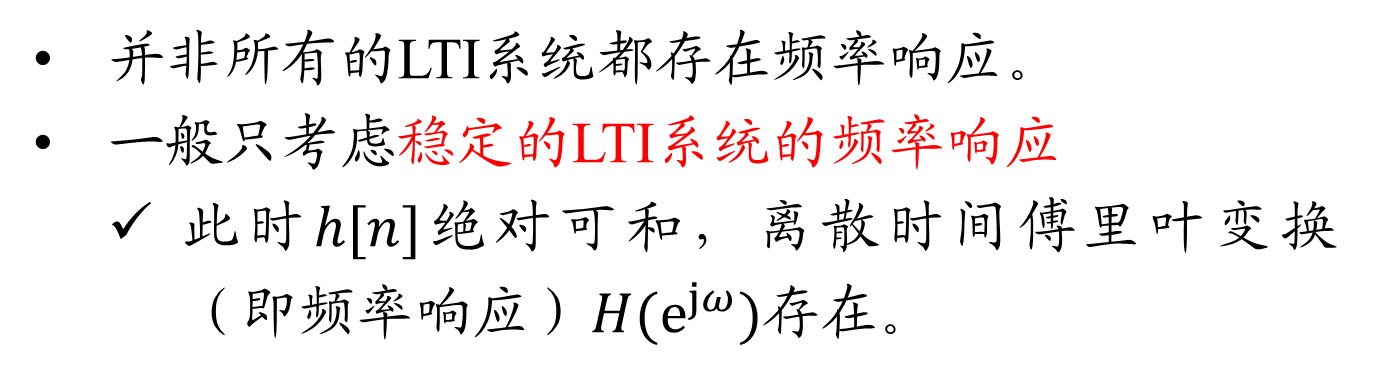 • 并非所有的LTI系统都存在频率响应。
• 一般只考虑稳定的LTI系统的频率响应
✓ 此时h[n]绝对可和，离散时间傅里叶变换
（即频率响应）H(e^{jω})存在。